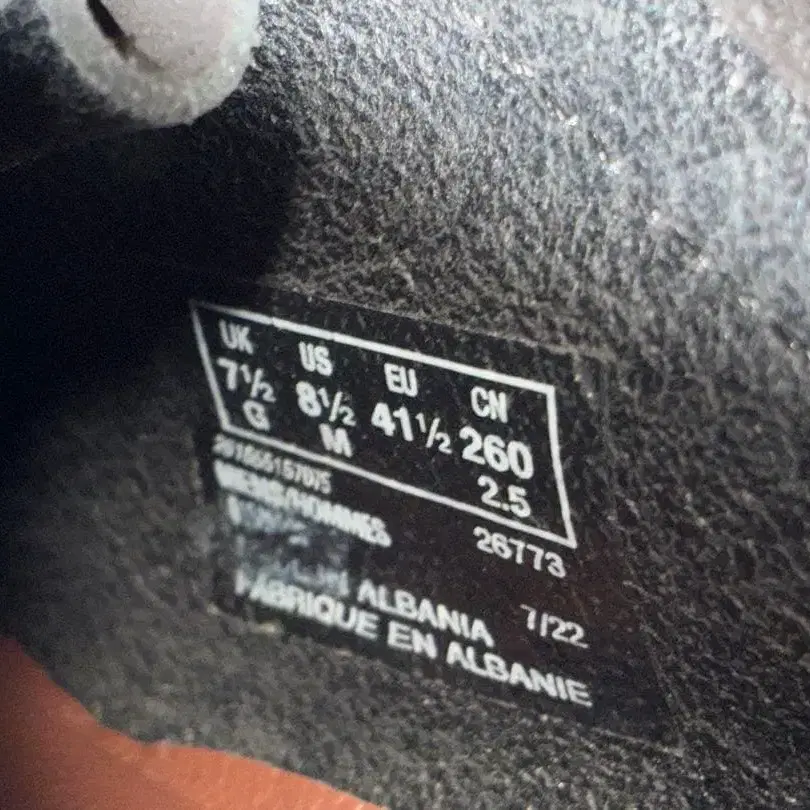 UK US EU CN
7½ 8½ 41½ 260
G M 2.5
MENS/HOMMES
26773
IN ALBANIA 7/22
FABRIQUE EN ALBANIE